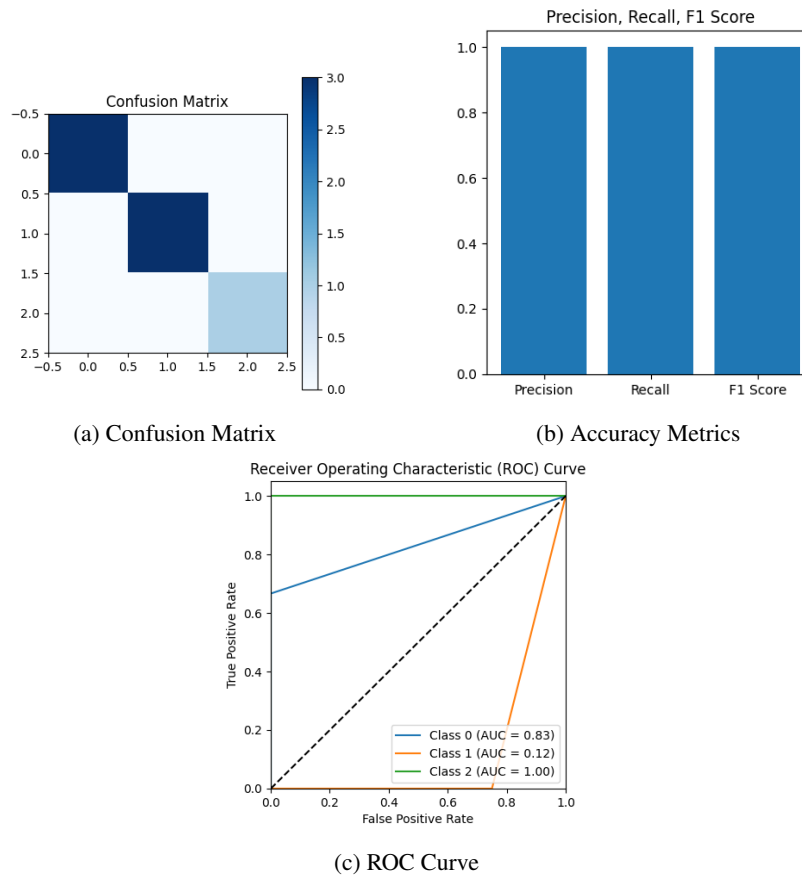 Confusion Matrix
−0.5
0.0
0.5
1.0
1.5
2.0
2.5
−0.5 0.0 0.5 1.0 1.5 2.0 2.5
3.0
2.5
2.0
1.5
1.0
0.5
0.0
(a) Confusion Matrix
Precision, Recall, F1 Score
1.0
0.8
0.6
0.4
0.2
0.0
Precision Recall F1 Score
(b) Accuracy Metrics
Receiver Operating Characteristic (ROC) Curve
True Positive Rate
1.0
0.8
0.6
0.4
0.2
0.0
Class 0 (AUC = 0.83)
Class 1 (AUC = 0.12)
Class 2 (AUC = 1.00)
0.0 0.2 0.4 0.6 0.8 1.0
False Positive Rate
(c) ROC Curve